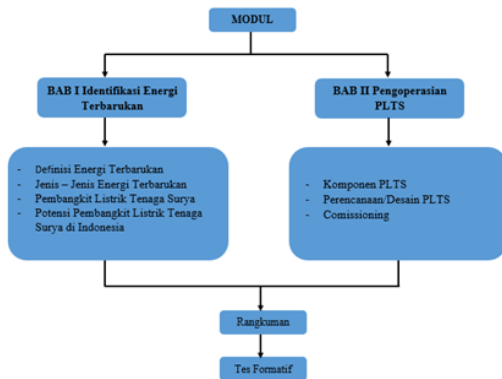 MODUL
BAB I Identifikasi Energi
Terbarukan
BAB II Pengoperasian
PLTS
- Definisi Energi Terbarukan
- Jenis – Jenis Energi Terbarukan
- Pembangkit Listrik Tenaga Surya
- Potensi Pembangkit Listrik Tenaga
Surya di Indonesia
- Komponen PLTS
- Perencanaan/Desain PLTS
- Comissioning
Rangkuman
Tes Formatif